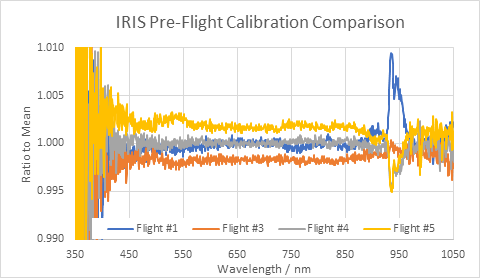 IRIS Pre-Flight Calibration Comparison
1.010
1.005
1.000
0.995
0.990
Ratio to Mean
Flight #1 Flight #3 Flight #4 Flight #5
350 450 550 650 750 850 950 1050
Wavelength / nm